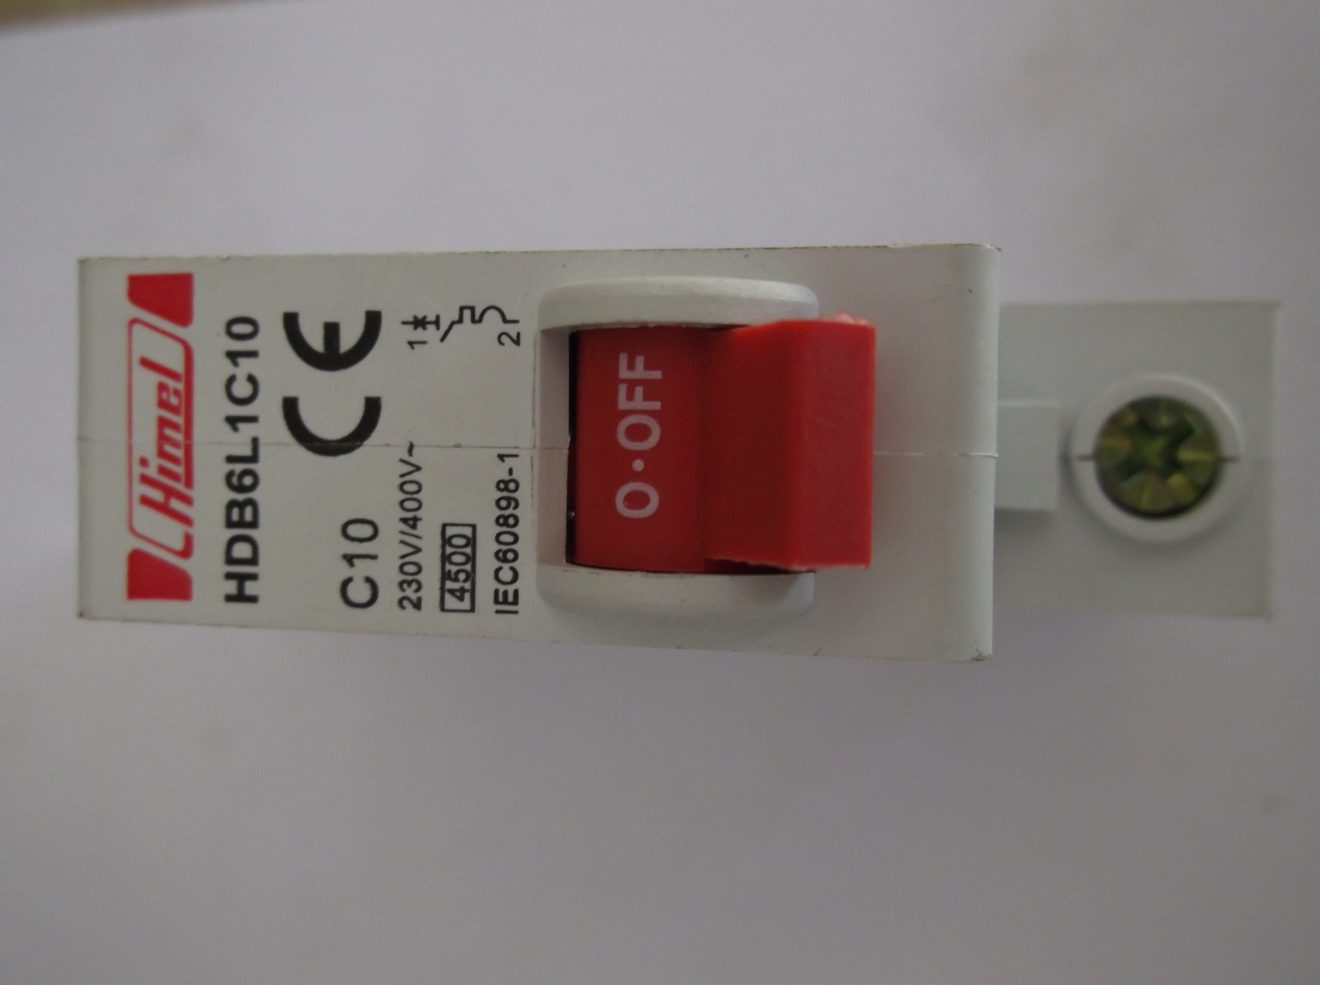 Himel
HDB6L1C10
CE
C10
230V/400V~
4500
IEC60898-1
1
2
O·OFF